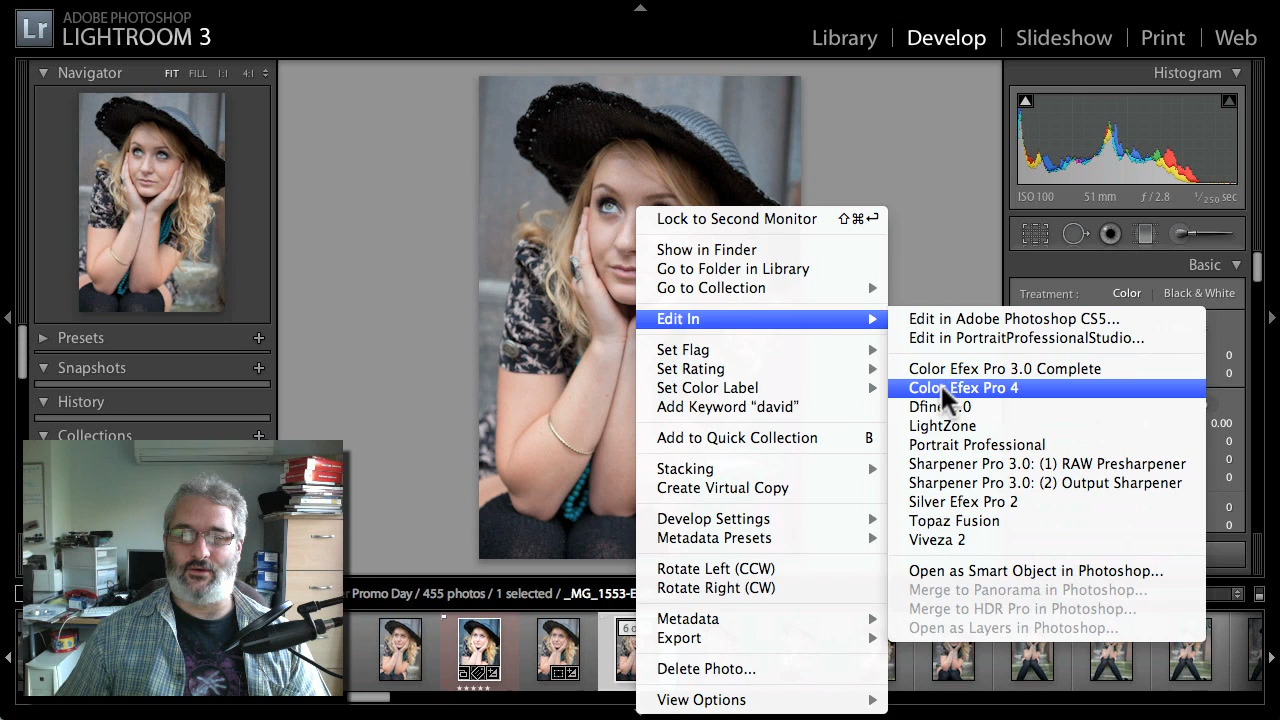 Lr
ADOBE PHOTOSHOP
LIGHTROOM 3
Library | Develop | Slideshow | Print | Web
Navigator FIT FILL 1:1 4:1
Histogram
ISO 100 51 mm ƒ / 2.8 1/250 sec
Basic
Treatment : Color | Black & White
0
0
0.00
0
0
0
0
0
Presets +
Snapshots +
History
Collections +
Lock to Second Monitor ⇧⌘↩
Show in Finder
Go to Folder in Library
Go to Collection
Edit In
Set Flag
Set Rating
Set Color Label
Add Keyword “david”
Add to Quick Collection B
Stacking
Create Virtual Copy
Develop Settings
Metadata Presets
Rotate Left (CCW)
Rotate Right (CW)
Metadata
Export
Delete Photo...
View Options
Edit in Adobe Photoshop CS5...
Edit in PortraitProfessionalStudio...
Color Efex Pro 3.0 Complete
Color Efex Pro 4
LightZone
Portrait Professional
Sharpener Pro 3.0: (1) RAW Presharpener
Sharpener Pro 3.0: (2) Output Sharpener
Silver Efex Pro 2
Topaz Fusion
Viveza 2
Open as Smart Object in Photoshop...
Merge to Panorama in Photoshop...
Merge to HDR Pro in Photoshop...
Open as Layers in Photoshop...
Promo Day / 455 photos / 1 selected /
6 o
★★★★★